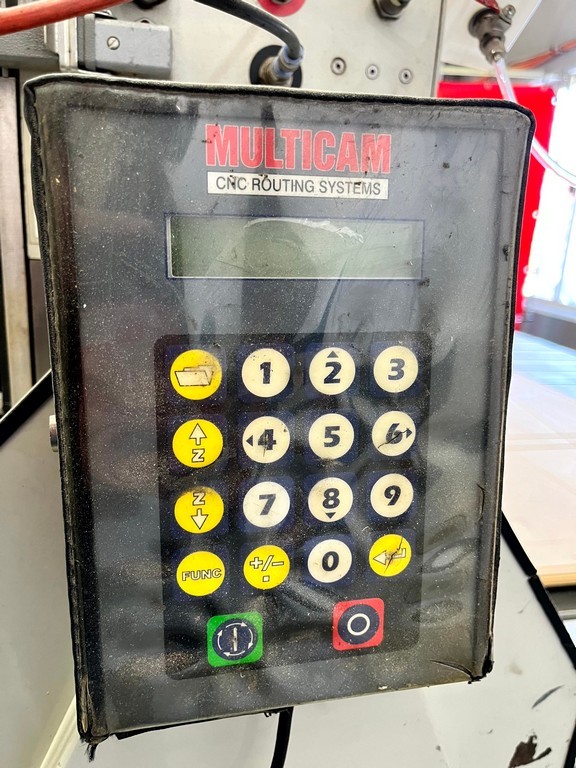 MULTICAM
CNC ROUTING SYSTEMS
1 2 3
Z 4 5 6
Z 7 8 9
FUNC +/- 0